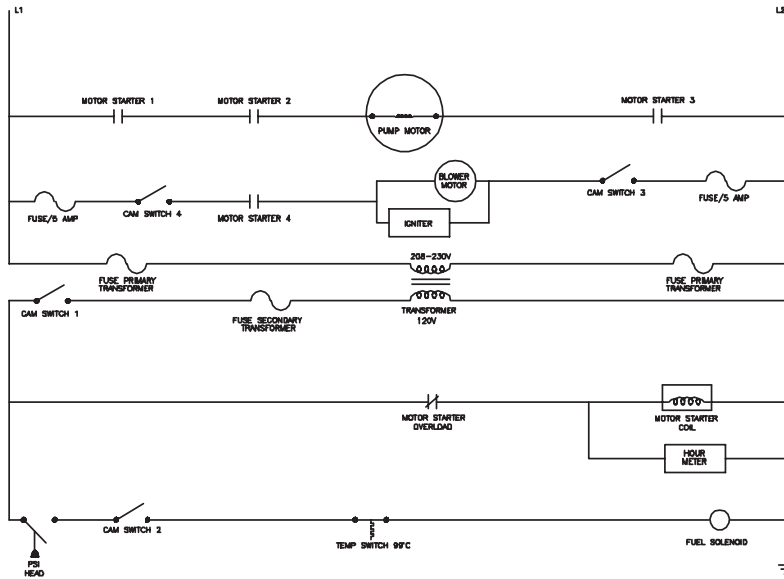 L1
L2
MOTOR STARTER 1
MOTOR STARTER 2
MOTOR STARTER 3
PUMP MOTOR
BLOWER
MOTOR
CAM SWITCH 3
FUSE/5 AMP
FUSE/5 AMP
CAM SWITCH 4
MOTOR STARTER 4
IGNITER
208-230V
FUSE PRIMARY
TRANSFORMER
FUSE PRIMARY
TRANSFORMER
CAM SWITCH 1
FUSE SECONDARY
TRANSFORMER
TRANSFORMER
120V
MOTOR STARTER
OVERLOAD
MOTOR STARTER
COIL
HOUR
METER
CAM SWITCH 2
TEMP SWITCH 99°C
FUEL SOLENOID
PSI
HEAD